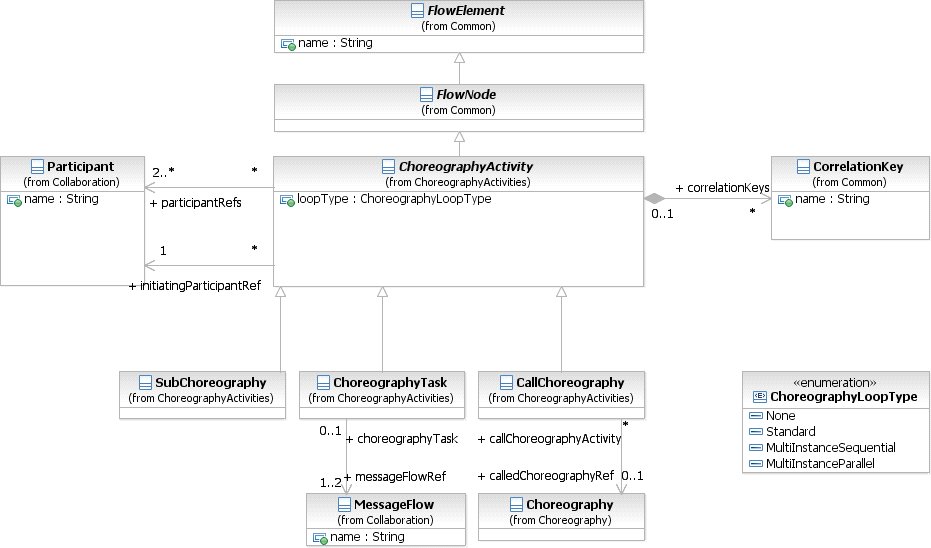 FlowElement
(from Common)
name : String
FlowNode
(from Common)
Participant
(from Collaboration)
name : String
2..*
*
+ participantRefs
1
*
+ initiatingParticipantRef
ChoreographyActivity
(from ChoreographyActivities)
loopType : ChoreographyLoopType
+ correlationKeys
0..1
*
CorrelationKey
(from Common)
name : String
SubChoreography
(from ChoreographyActivities)
ChoreographyTask
(from ChoreographyActivities)
CallChoreography
(from ChoreographyActivities)
«enumeration»
ChoreographyLoopType
None
Standard
MultiInstanceSequential
MultiInstanceParallel
0..1
+ choreographyTask
+ messageFlowRef
1..2
*
+ callChoreographyActivity
+ calledChoreographyRef
0..1
MessageFlow
(from Collaboration)
name : String
Choreography
(from Choreography)